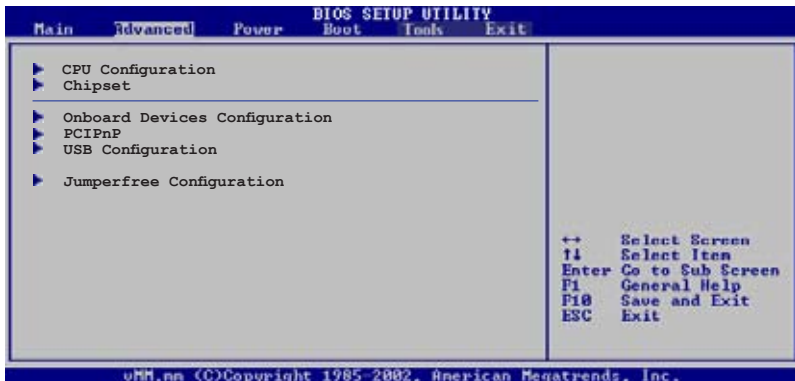 BIOS SETUP UTILITY
Main Advanced Power Boot Tools Exit
CPU Configuration
Chipset
Onboard Devices Configuration
PCIPnP
USB Configuration
Jumperfree Configuration
↔ Select Screen
↑↓ Select Item
Enter Go to Sub Screen
F1 General Help
F10 Save and Exit
ESC Exit
vMM.nn (C)Copyright 1985-2002, American Megatrends, Inc.